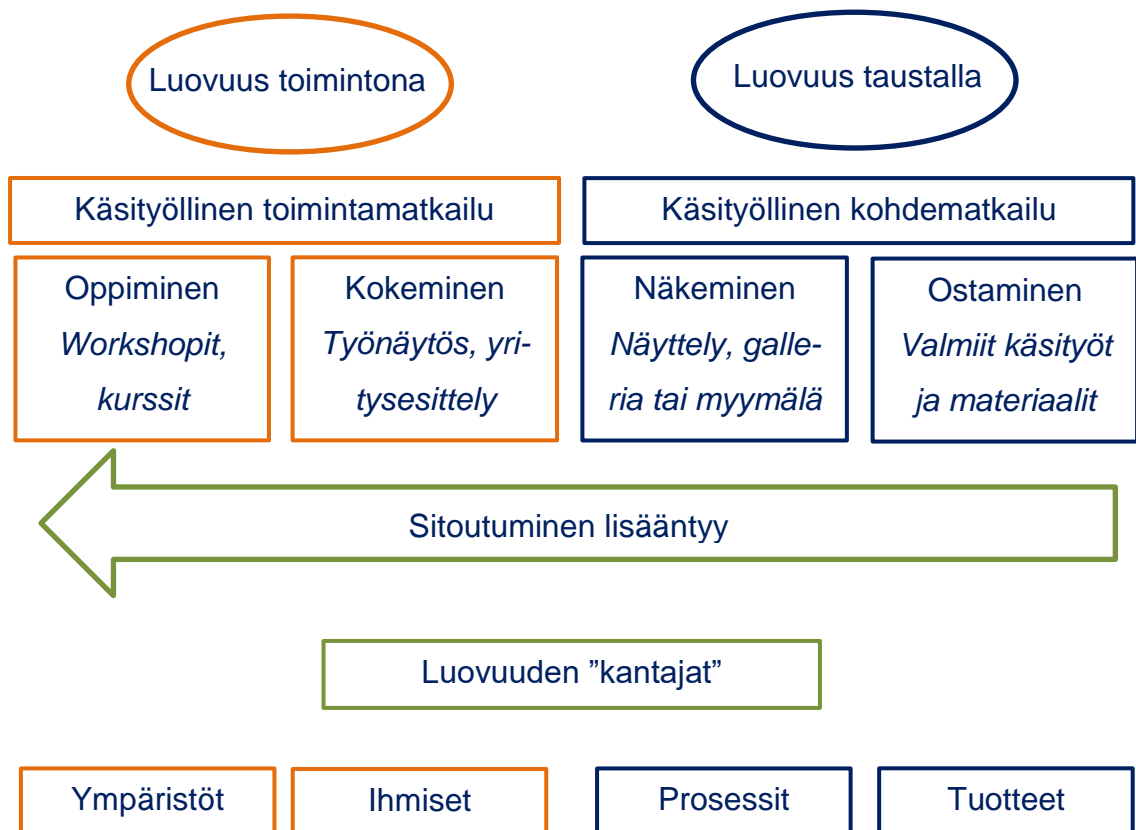 Luovuus toimintona
Luovuus taustalla
Käsityöllinen toimintamatkailu
Käsityöllinen kohdematkailu
Oppiminen
Workshopit,
kurssit
Kokeminen
Työnäytös, yri-
tysesittely
Näkeminen
Näyttely, galle-
ria tai myymälä
Ostaminen
Valmiit käsityöt
ja materiaalit
Sitoutuminen lisääntyy
Luovuuden ”kantajat”
Ympäristöt
Ihmiset
Prosessit
Tuotteet